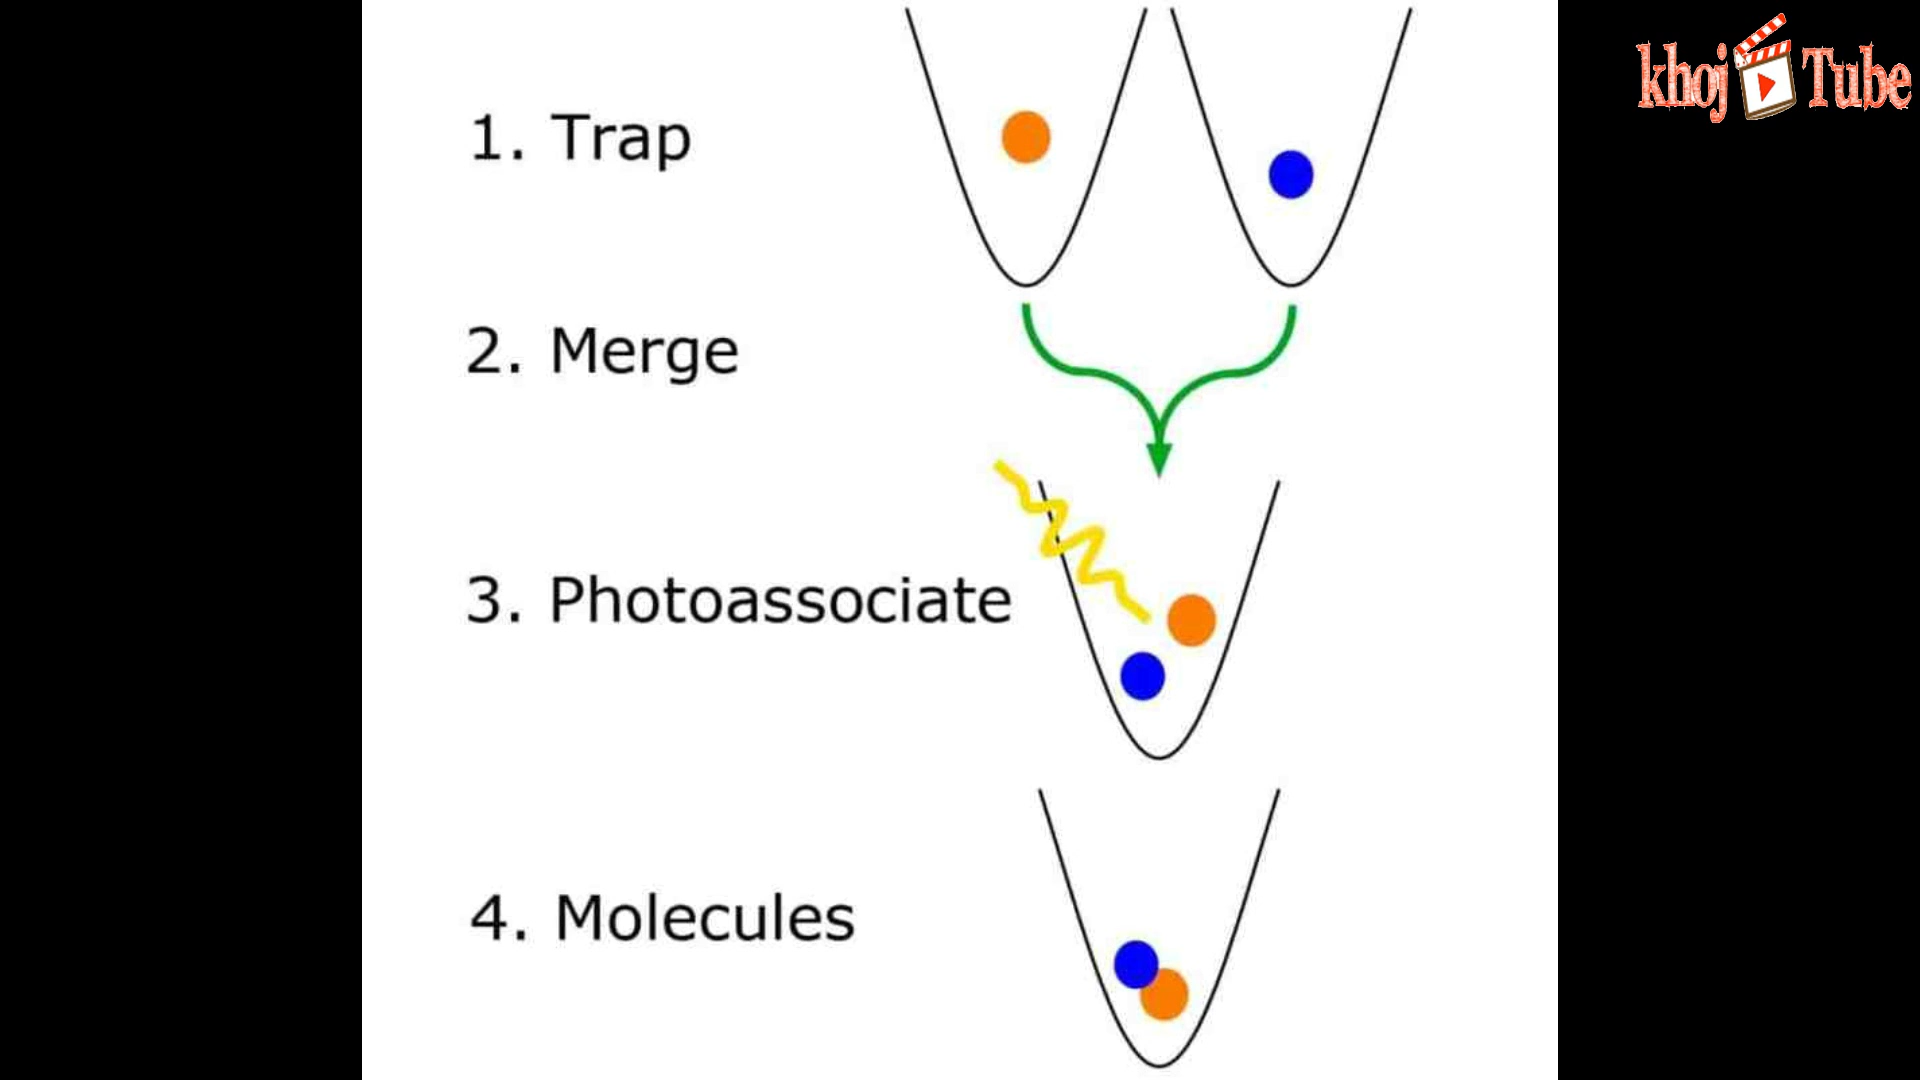 khoj Tube
1. Trap
2. Merge
3. Photoassociate
4. Molecules